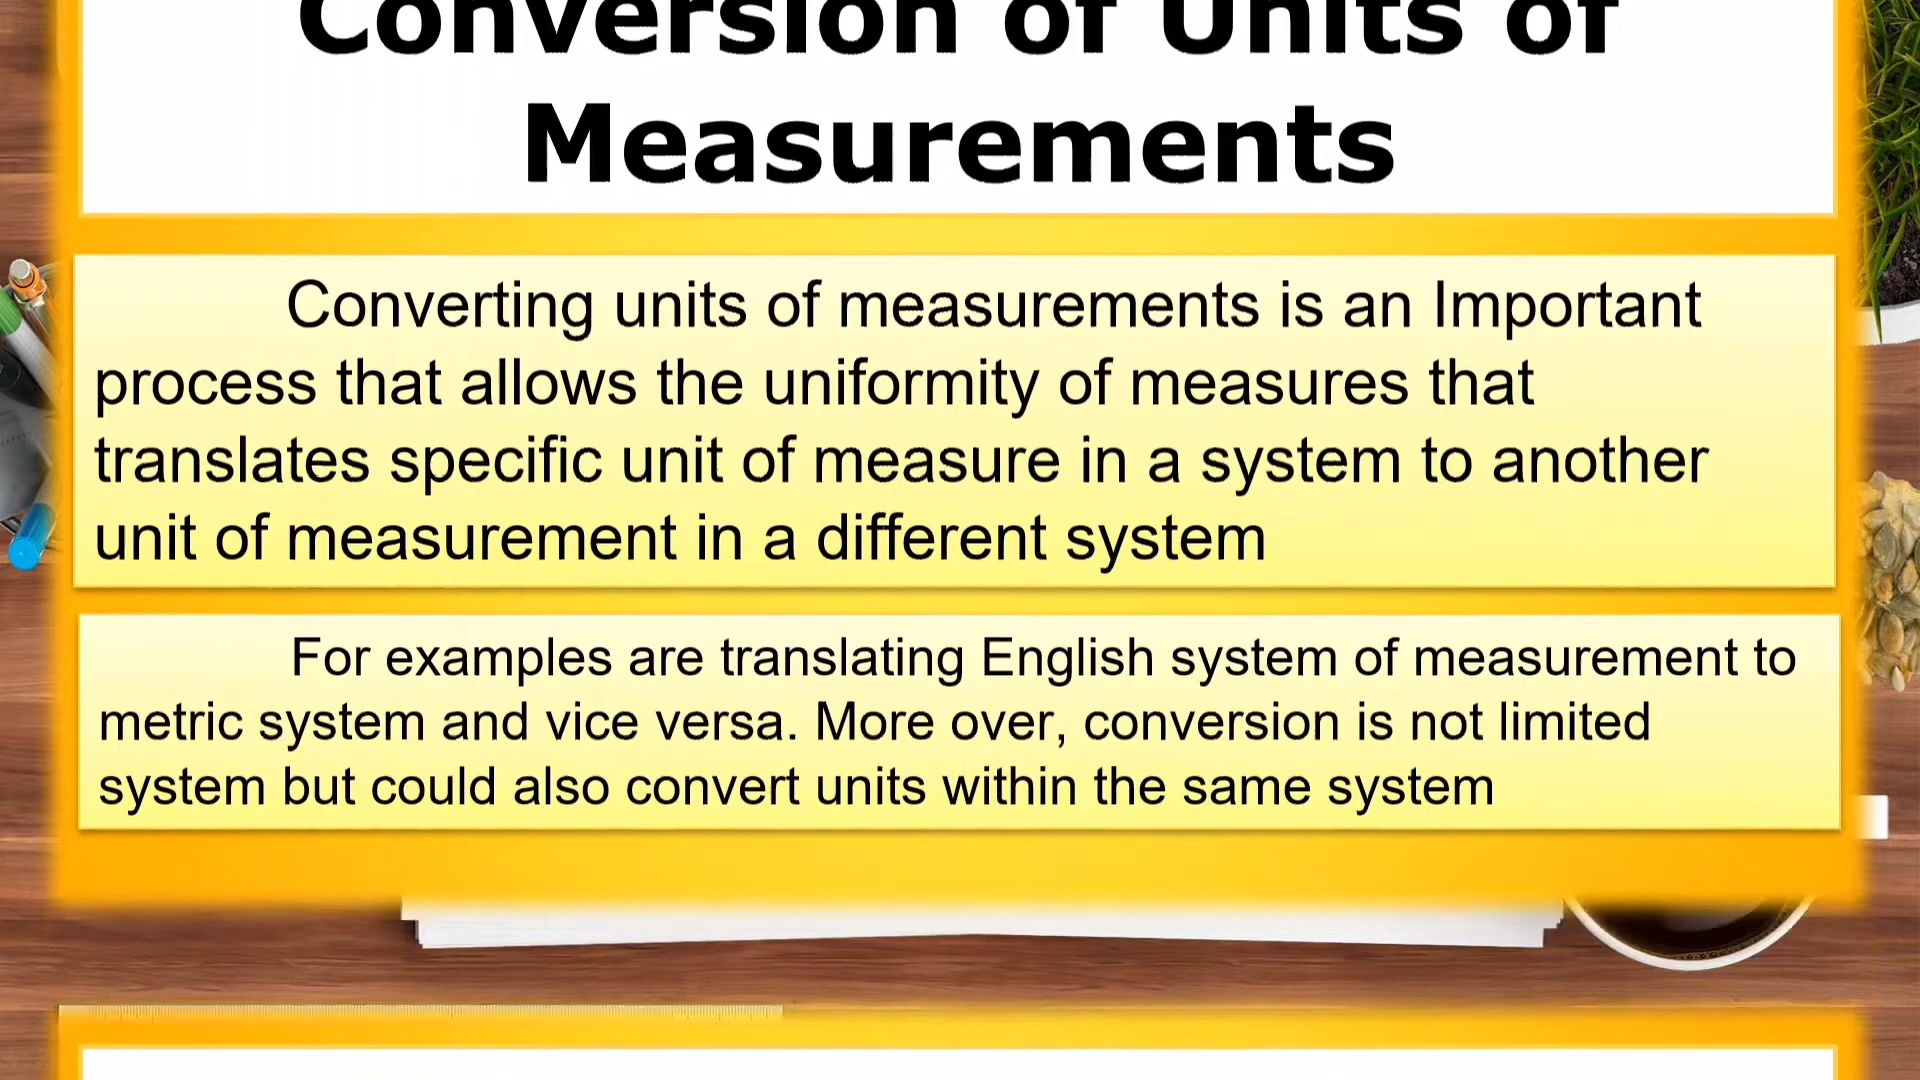 Conversion of Units of
Measurements
Converting units of measurements is an Important
process that allows the uniformity of measures that
translates specific unit of measure in a system to another
unit of measurement in a different system
For examples are translating English system of measurement to
metric system and vice versa. More over, conversion is not limited
system but could also convert units within the same system